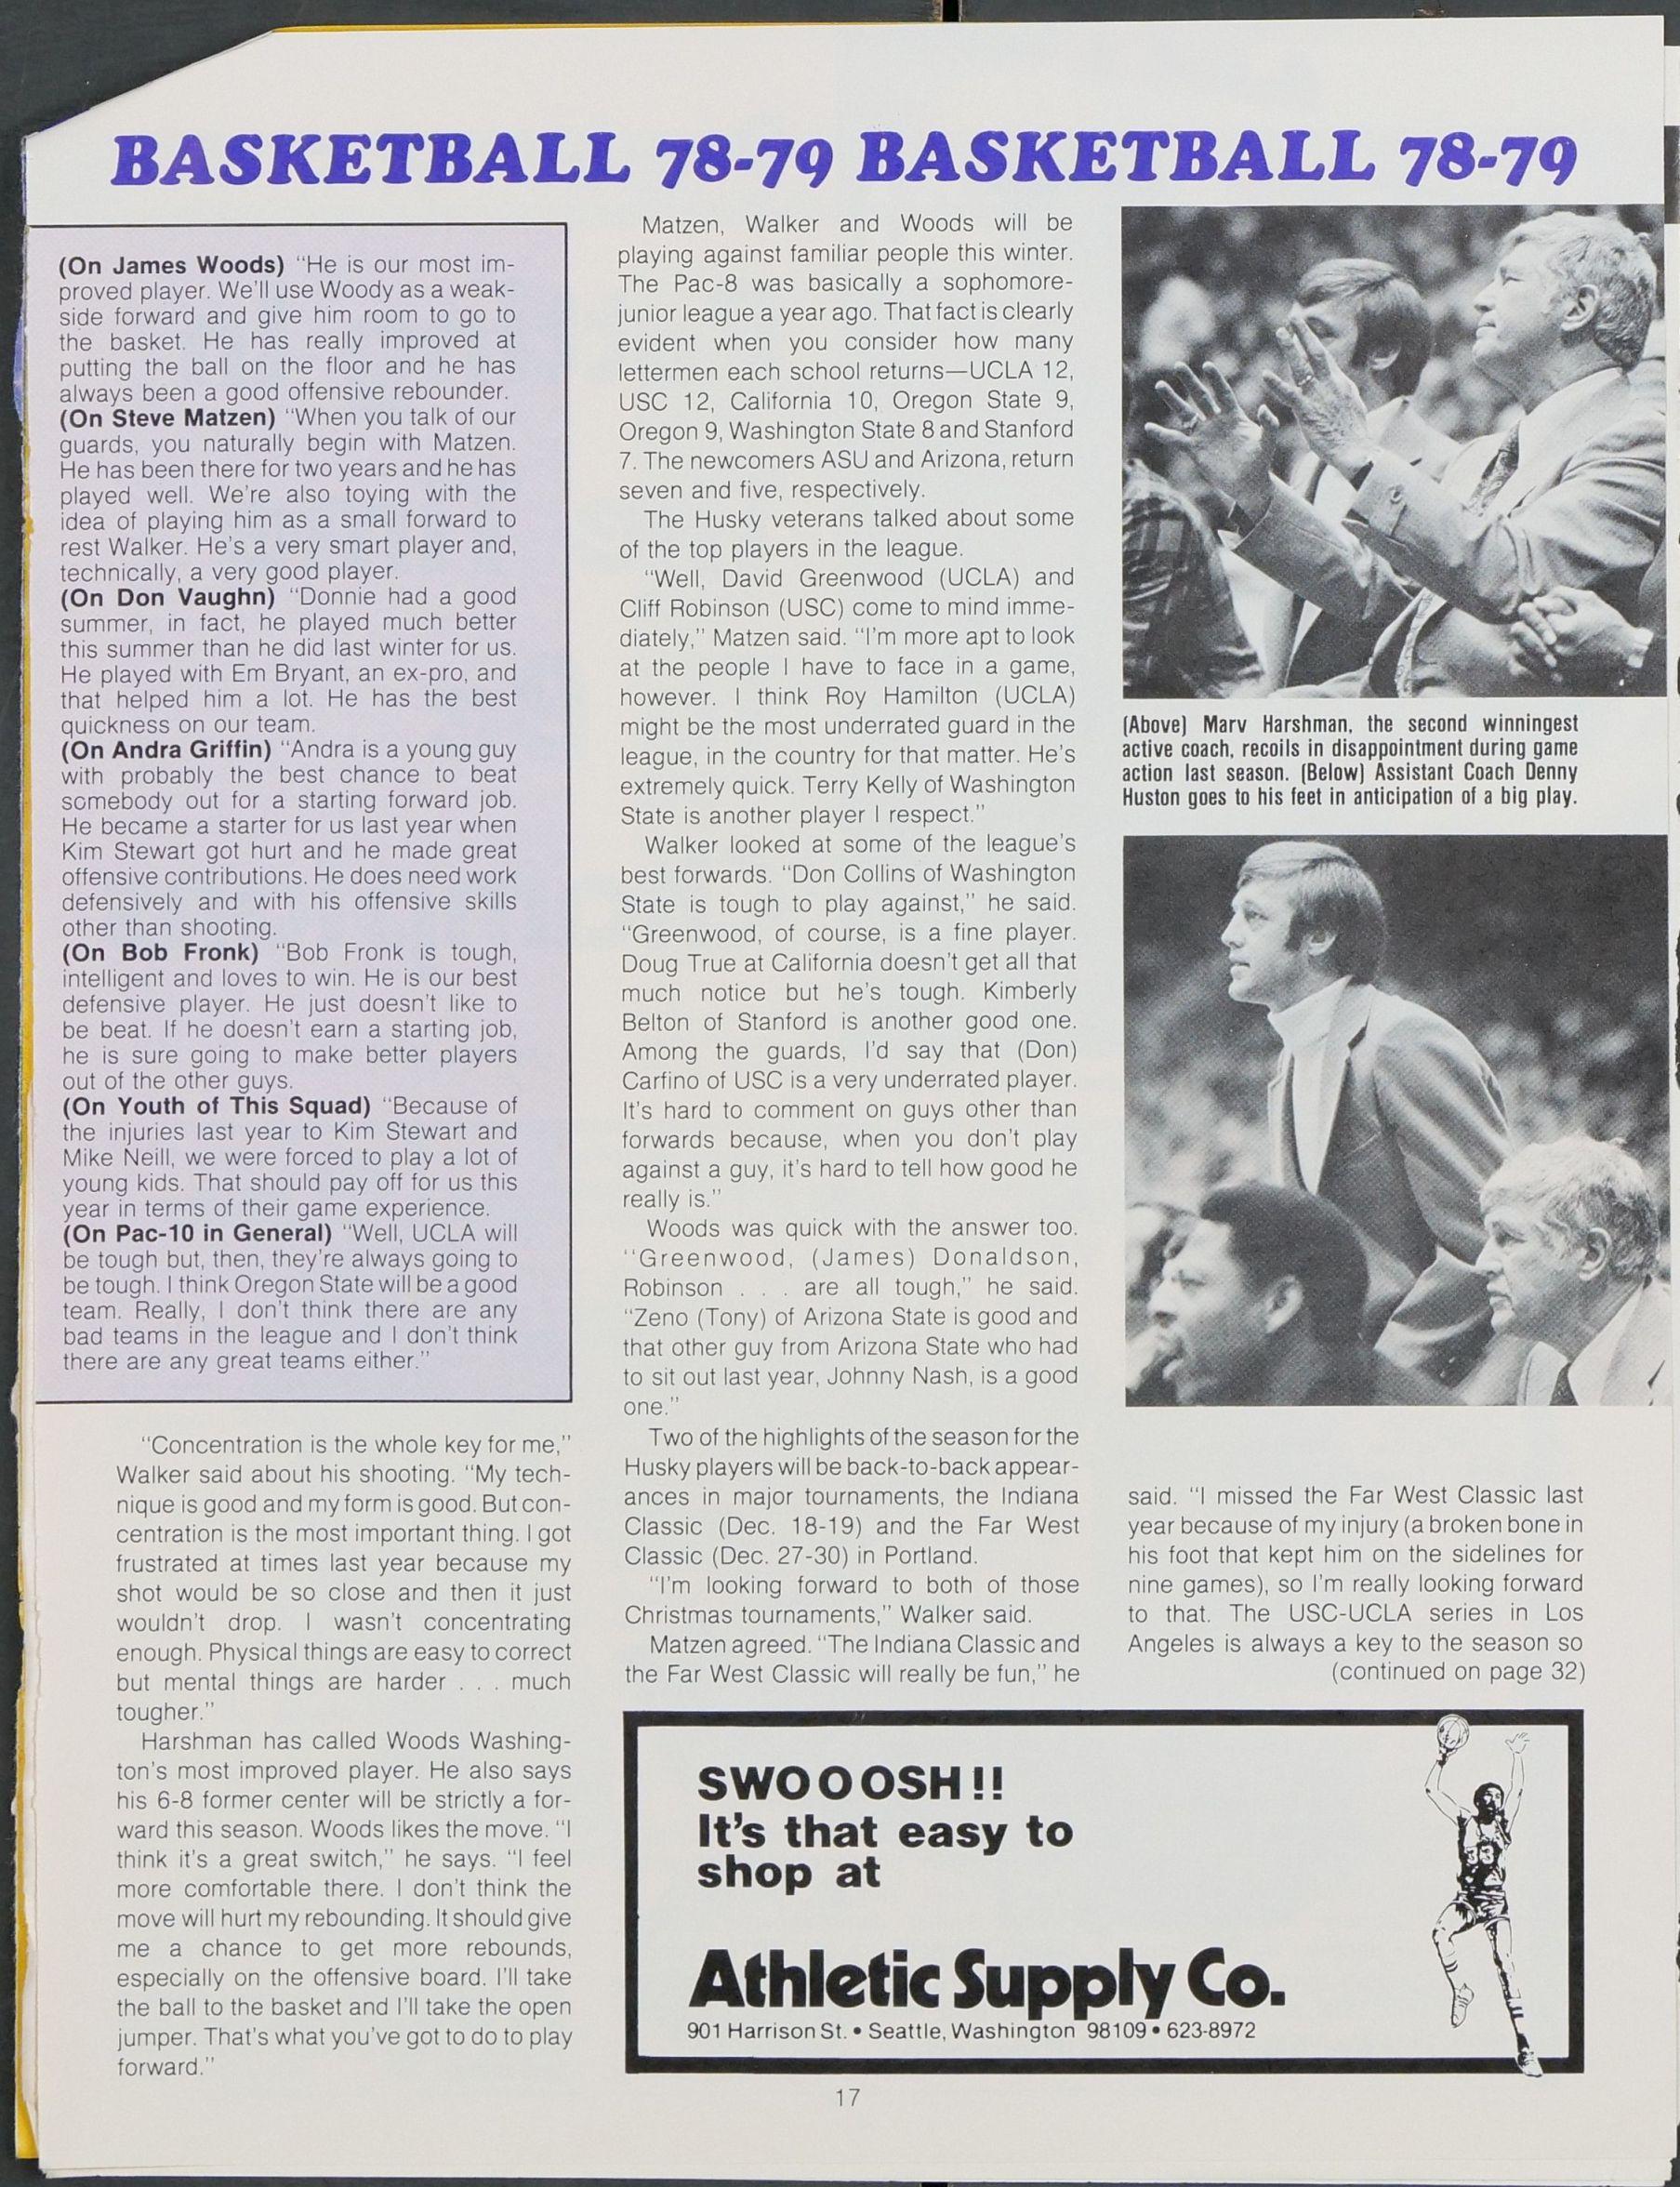 BASKETBALL 78-79 BASKETBALL 78-79
(On James Woods) "He is our most im-
proved player. We'll use Woody as a weak-
side forward and give him room to go to
the basket. He has really improved at
putting the ball on the floor and he has
always been a good offensive rebounder.
(On Steve Matzen) "When you talk of our
guards, you naturally begin with Matzen.
He has been there for two years and he has
played well. We're also toying with the
idea of playing him as a small forward to
rest Walker. He's a very smart player and,
technically, a very good player.
(On Don Vaughn) "Donnie had a good
summer, in fact, he played much better
this summer than he did last winter for us.
He played with Em Bryant, an ex-pro, and
that helped him a lot. He has the best
quickness on our team.
(On Andra Griffin) "Andra is a young guy
with probably the best chance to beat
somebody out for a starting forward job.
He became a starter for us last year when
Kim Stewart got hurt and he made great
offensive contributions. He does need work
defensively and with his offensive skills
other than shooting.
(On Bob Fronk) "Bob Fronk is tough,
intelligent and loves to win. He is our best
defensive player. He just doesn't like to
be beat. If he doesn't earn a starting job,
he is sure going to make better players
out of the other guys.
(On Youth of This Squad) "Because of
the injuries last year to Kim Stewart and
Mike Neill, we were forced to play a lot of
young kids. That should pay off for us this
year in terms of their game experience.
(On Pac-10 in General) "Well, UCLA will
be tough but, then, they're always going to
be tough. I think Oregon State will be a good
team. Really, I don't think there are any
bad teams in the league and I don't think
there are any great teams either."
"Concentration is the whole key for me,"
Walker said about his shooting. "My tech-
nique is good and my form is good. But con-
centration is the most important thing. I got
frustrated at times last year because my
shot would be so close and then it just
wouldn't drop. I wasn't concentrating
enough. Physical things are easy to correct
but mental things are harder . . . much
tougher."
Harshman has called Woods Washing-
ton's most improved player. He also says
his 6-8 former center will be strictly a for-
ward this season. Woods likes the move. "I
think it's a great switch," he says. "I feel
more comfortable there. I don't think the
move will hurt my rebounding. It should give
me a chance to get more rebounds,
especially on the offensive board. I'll take
the ball to the basket and I'll take the open
jumper. That's what you've got to do to play
forward."
Matzen, Walker and Woods will be
playing against familiar people this winter.
The Pac-8 was basically a sophomore-
junior league a year ago. That fact is clearly
evident when you consider how many
lettermen each school returns—UCLA 12,
USC 12, California 10, Oregon State 9,
Oregon 9, Washington State 8 and Stanford
7. The newcomers ASU and Arizona, return
seven and five, respectively.
The Husky veterans talked about some
of the top players in the league.
"Well, David Greenwood (UCLA) and
Cliff Robinson (USC) come to mind imme-
diately," Matzen said. "I'm more apt to look
at the people I have to face in a game,
however. I think Roy Hamilton (UCLA)
might be the most underrated guard in the
league, in the country for that matter. He's
extremely quick. Terry Kelly of Washington
State is another player I respect."
Walker looked at some of the league's
best forwards. "Don Collins of Washington
State is tough to play against," he said.
"Greenwood, of course, is a fine player.
Doug True at California doesn't get all that
much notice but he's tough. Kimberly
Belton of Stanford is another good one.
Among the guards, I'd say that (Don)
Carfino of USC is a very underrated player.
It's hard to comment on guys other than
forwards because, when you don't play
against a guy, it's hard to tell how good he
really is."
Woods was quick with the answer too.
"Greenwood, (James) Donaldson,
Robinson . . . are all tough," he said.
"Zeno (Tony) of Arizona State is good and
that other guy from Arizona State who had
to sit out last year, Johnny Nash, is a good
one."
Two of the highlights of the season for the
Husky players will be back-to-back appear-
ances in major tournaments, the Indiana
Classic (Dec. 18-19) and the Far West
Classic (Dec. 27-30) in Portland.
"I'm looking forward to both of those
Christmas tournaments," Walker said.
Matzen agreed. "The Indiana Classic and
the Far West Classic will really be fun," he
(Above) Marv Harshman, the second winningest
active coach, recoils in disappointment during game
action last season. (Below) Assistant Coach Denny
Huston goes to his feet in anticipation of a big play.
said. "I missed the Far West Classic last
year because of my injury (a broken bone in
his foot that kept him on the sidelines for
nine games), so I'm really looking forward
to that. The USC-UCLA series in Los
Angeles is always a key to the season so
(continued on page 32)
SWOOOSH!!
It's that easy to
shop at
Athletic Supply Co.
901 Harrison St. • Seattle, Washington 98109 • 623-8972
33
17